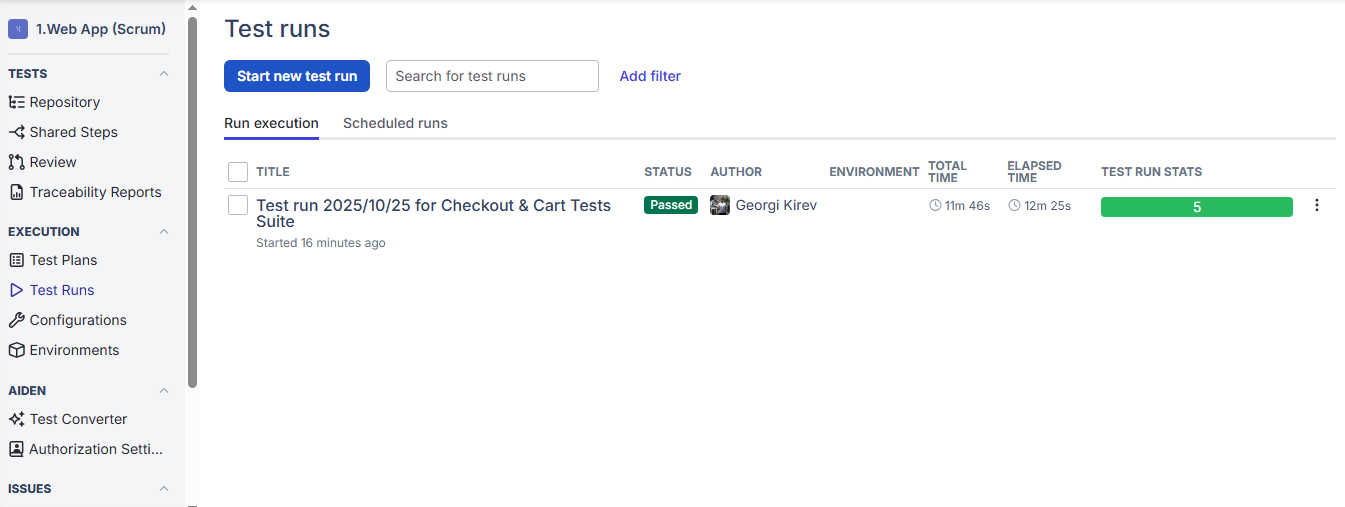 1.Web App (Scrum)
TESTS
Repository
Shared Steps
Review
Traceability Reports
EXECUTION
Test Plans
Test Runs
Configurations
Environments
AIDEN
Test Converter
Authorization Setti...
ISSUES
Test runs
Start new test run
Search for test runs
Add filter
Run execution
Scheduled runs
TITLE
STATUS
AUTHOR
ENVIRONMENT
TOTAL
TIME
ELAPSED
TIME
TEST RUN STATS
Test run 2025/10/25 for Checkout & Cart Tests
Suite
Started 16 minutes ago
Passed
Georgi Kirev
11m 46s
12m 25s
5